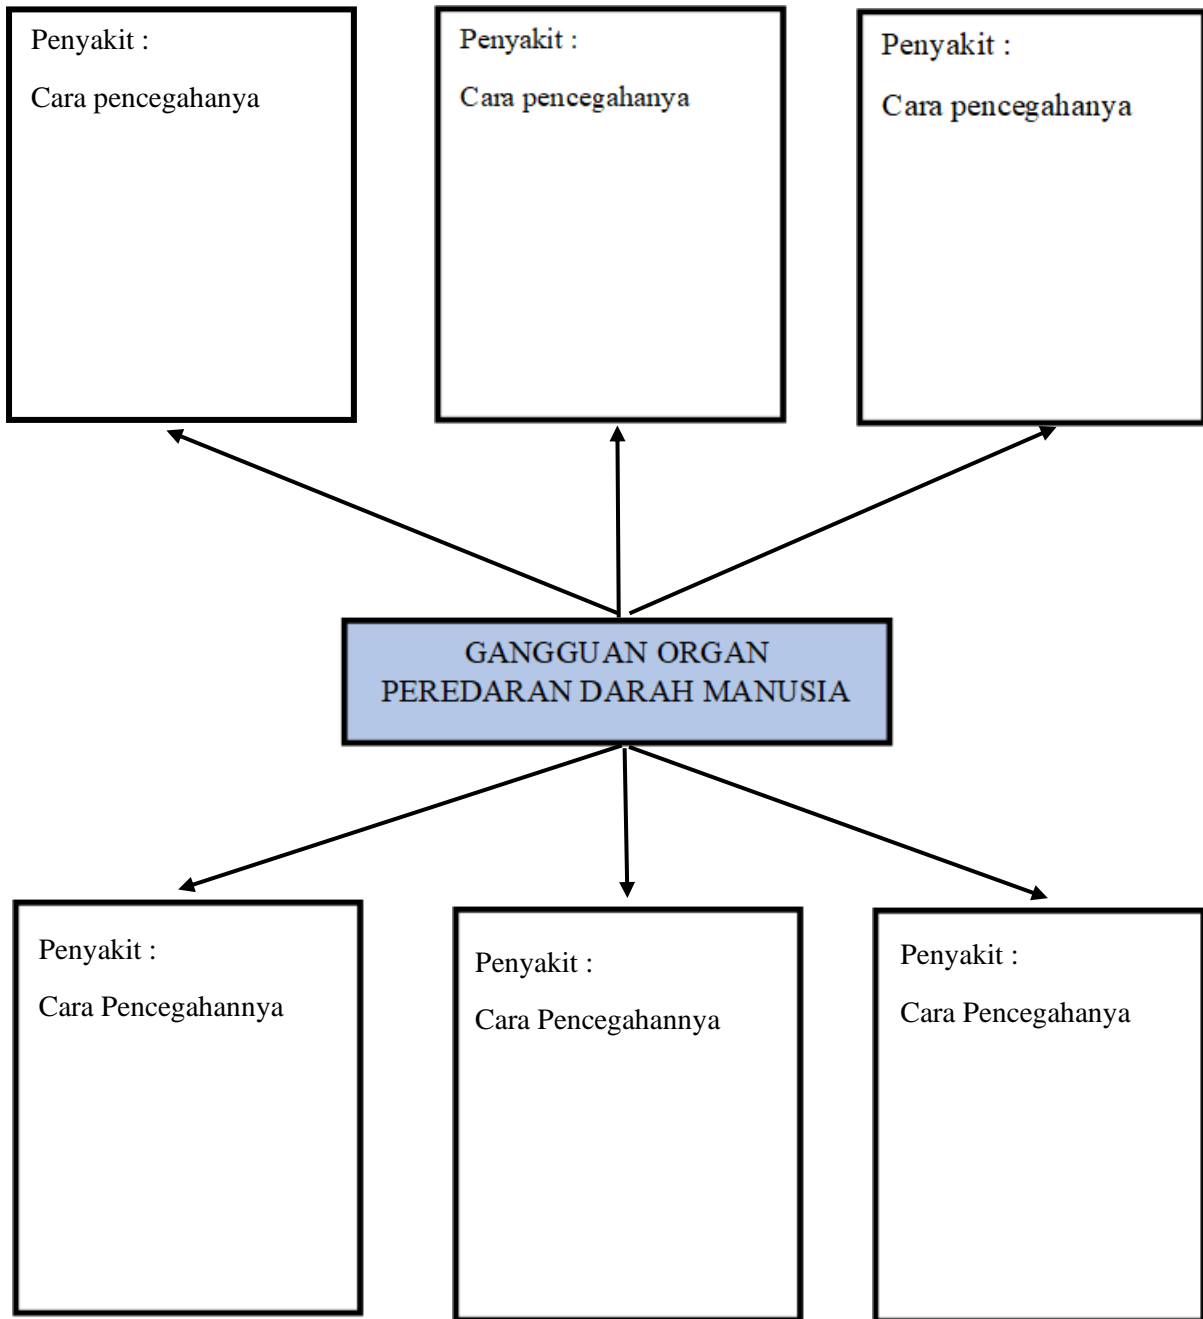 Penyakit :
Cara pencegahanya
Penyakit :
Cara pencegahanya
Penyakit :
Cara pencegahanya
GANGGUAN ORGAN
PEREDARAN DARAH MANUSIA
Penyakit :
Cara Pencegahannya
Penyakit :
Cara Pencegahannya
Penyakit :
Cara Pencegahanya